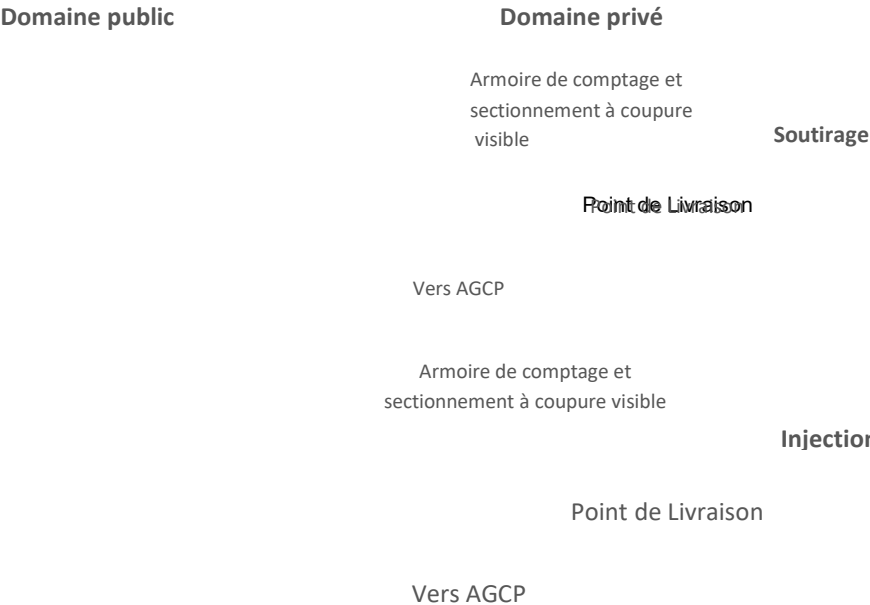 Domaine public Domaine privé
Armoire de comptage et
sectionnement à coupure
visible
Soutirage
Point de Livraison
Vers AGCP
Armoire de comptage et
sectionnement à coupure visible
Injection
Point de Livraison
Vers AGCP